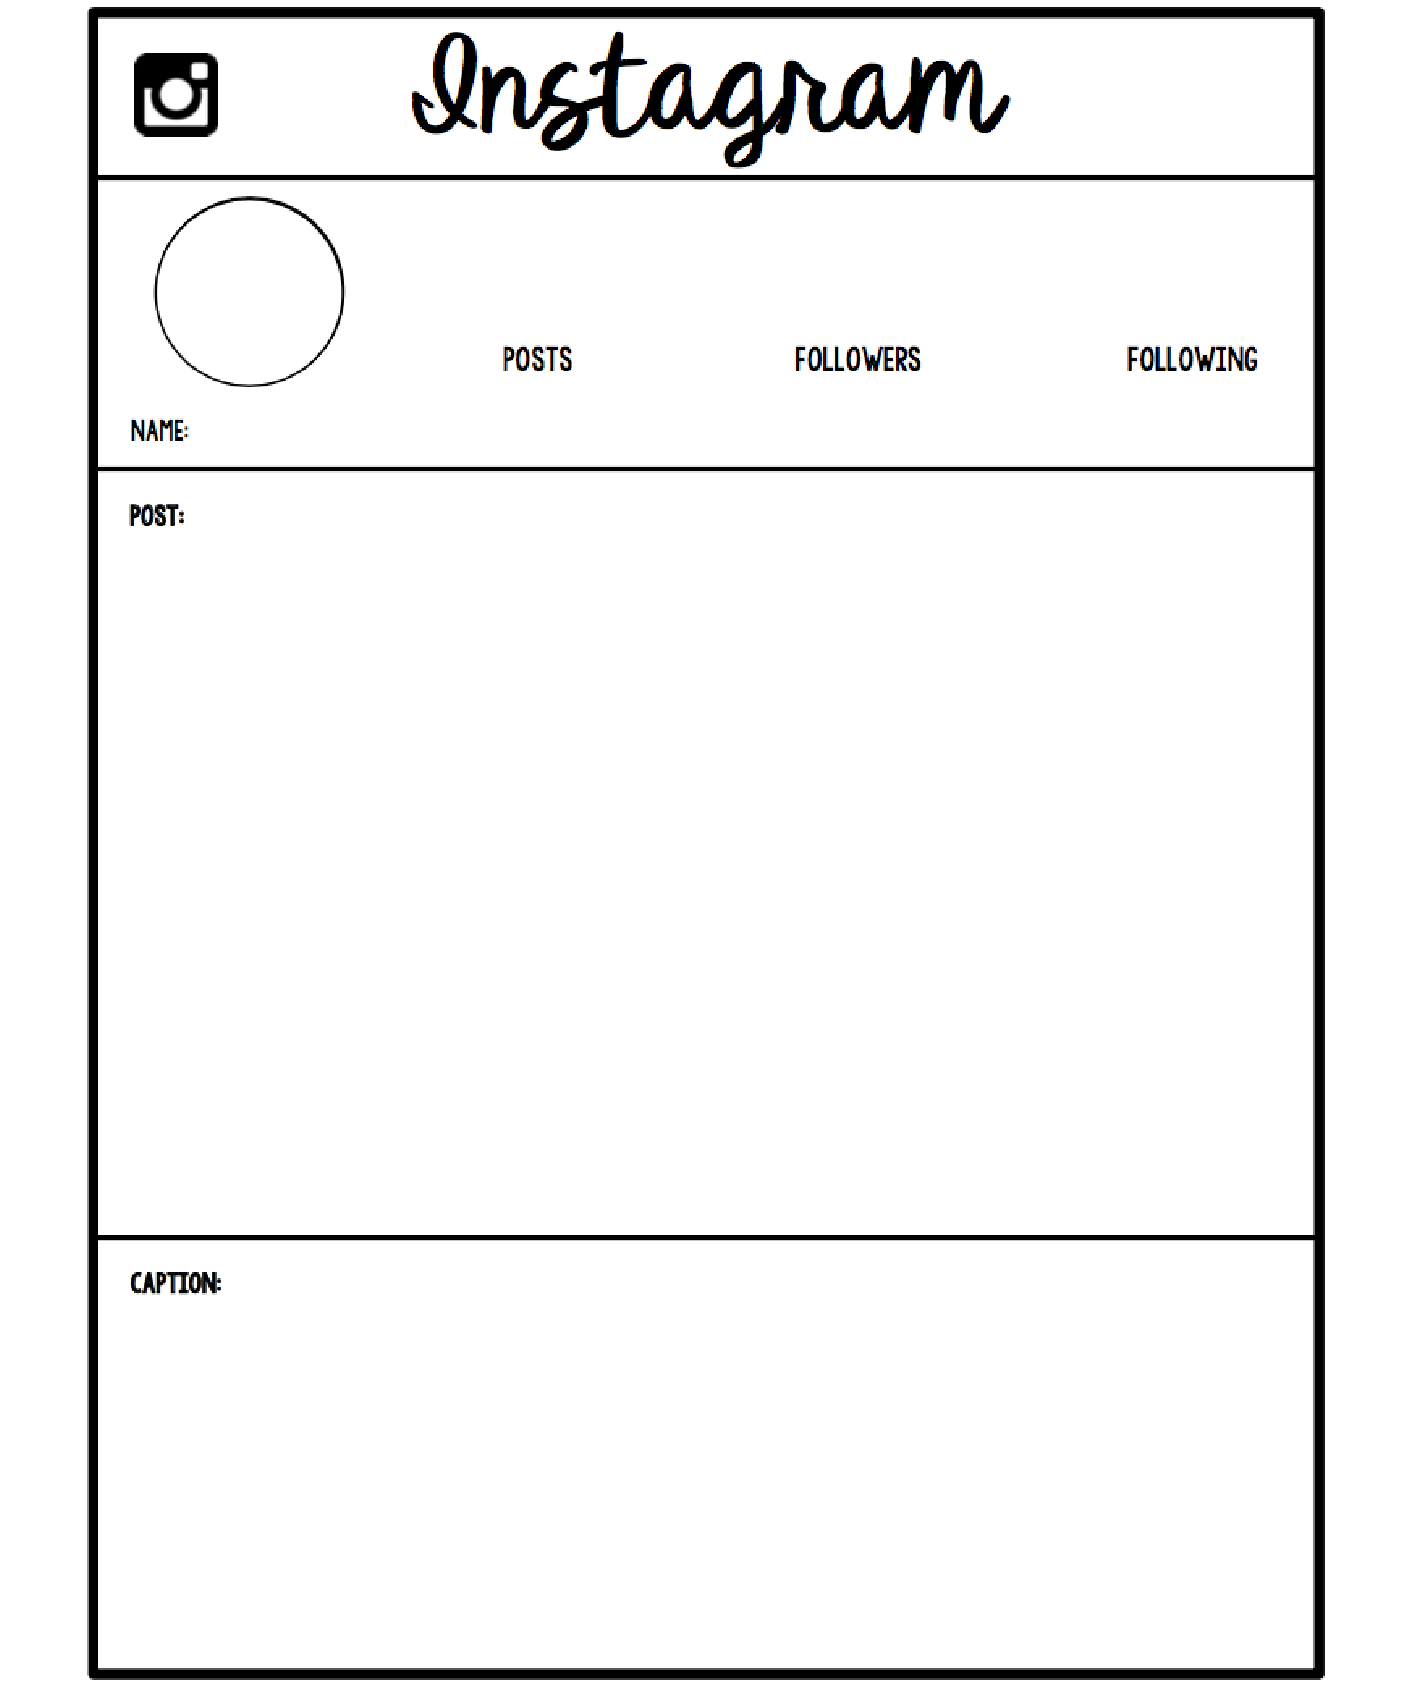 Instagram
POSTS FOLLOWERS FOLLOWING
NAME:
POST:
CAPTION: